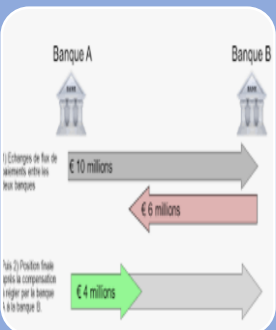 Banque A
Banque B
1) Echanges de flux de
paiements entre les
deux banques
€ 10 millions
€ 6 millions
Puis 2) Position finale
après la compensation
à régler par la banque
A à la banque B.
€ 4 millions